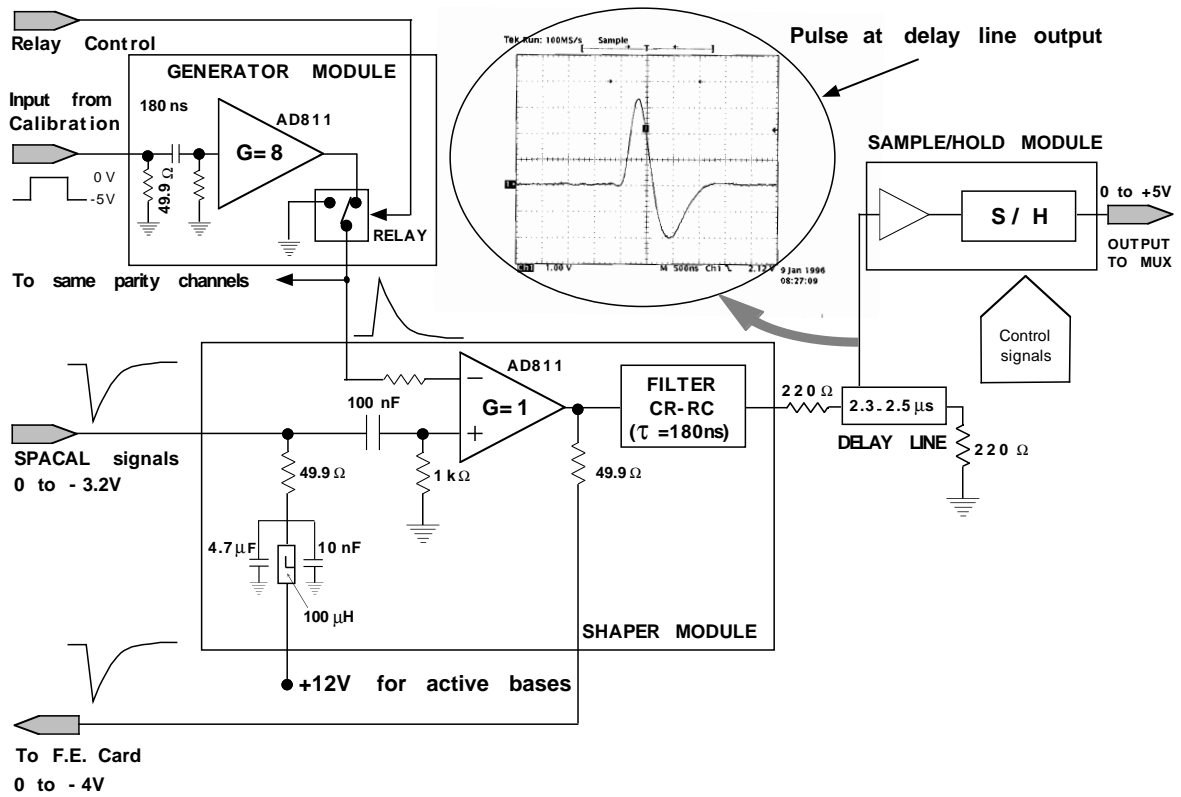 Relay Control
GENERATOR MODULE
Input from
Calibration
0 V
-5V
180 ns
49.9 Ω
AD811
G=8
RELAY
To same parity channels
Tek Run: 100MS/s Sample
Ch1 1.00 V M 500ns Ch1 2.12 V
9 Jan 1996
08:27:09
Pulse at delay line output
SAMPLE/HOLD MODULE
S / H
0 to +5V
OUTPUT
TO MUX
Control
signals
SPACAL signals
0 to - 3.2V
100 nF
AD811
−
G=1
+
49.9 Ω
1 kΩ
49.9 Ω
FILTER
CR-RC
(τ =180ns)
220 Ω
2.3-2.5 μs
DELAY LINE
220 Ω
4.7 μF
10 nF
L
100 μH
SHAPER MODULE
+12V for active bases
To F.E. Card
0 to - 4V